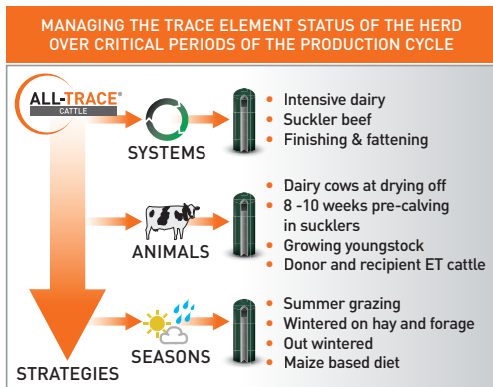 MANAGING THE TRACE ELEMENT STATUS OF THE HERD
OVER CRITICAL PERIODS OF THE PRODUCTION CYCLE
ALL-TRACE®
CATTLE
SYSTEMS
• Intensive dairy
• Suckler beef
• Finishing & fattening
ANIMALS
• Dairy cows at drying off
• 8 -10 weeks pre-calving
in sucklers
• Growing youngstock
• Donor and recipient ET cattle
SEASONS
• Summer grazing
• Wintered on hay and forage
• Out wintered
• Maize based diet
STRATEGIES